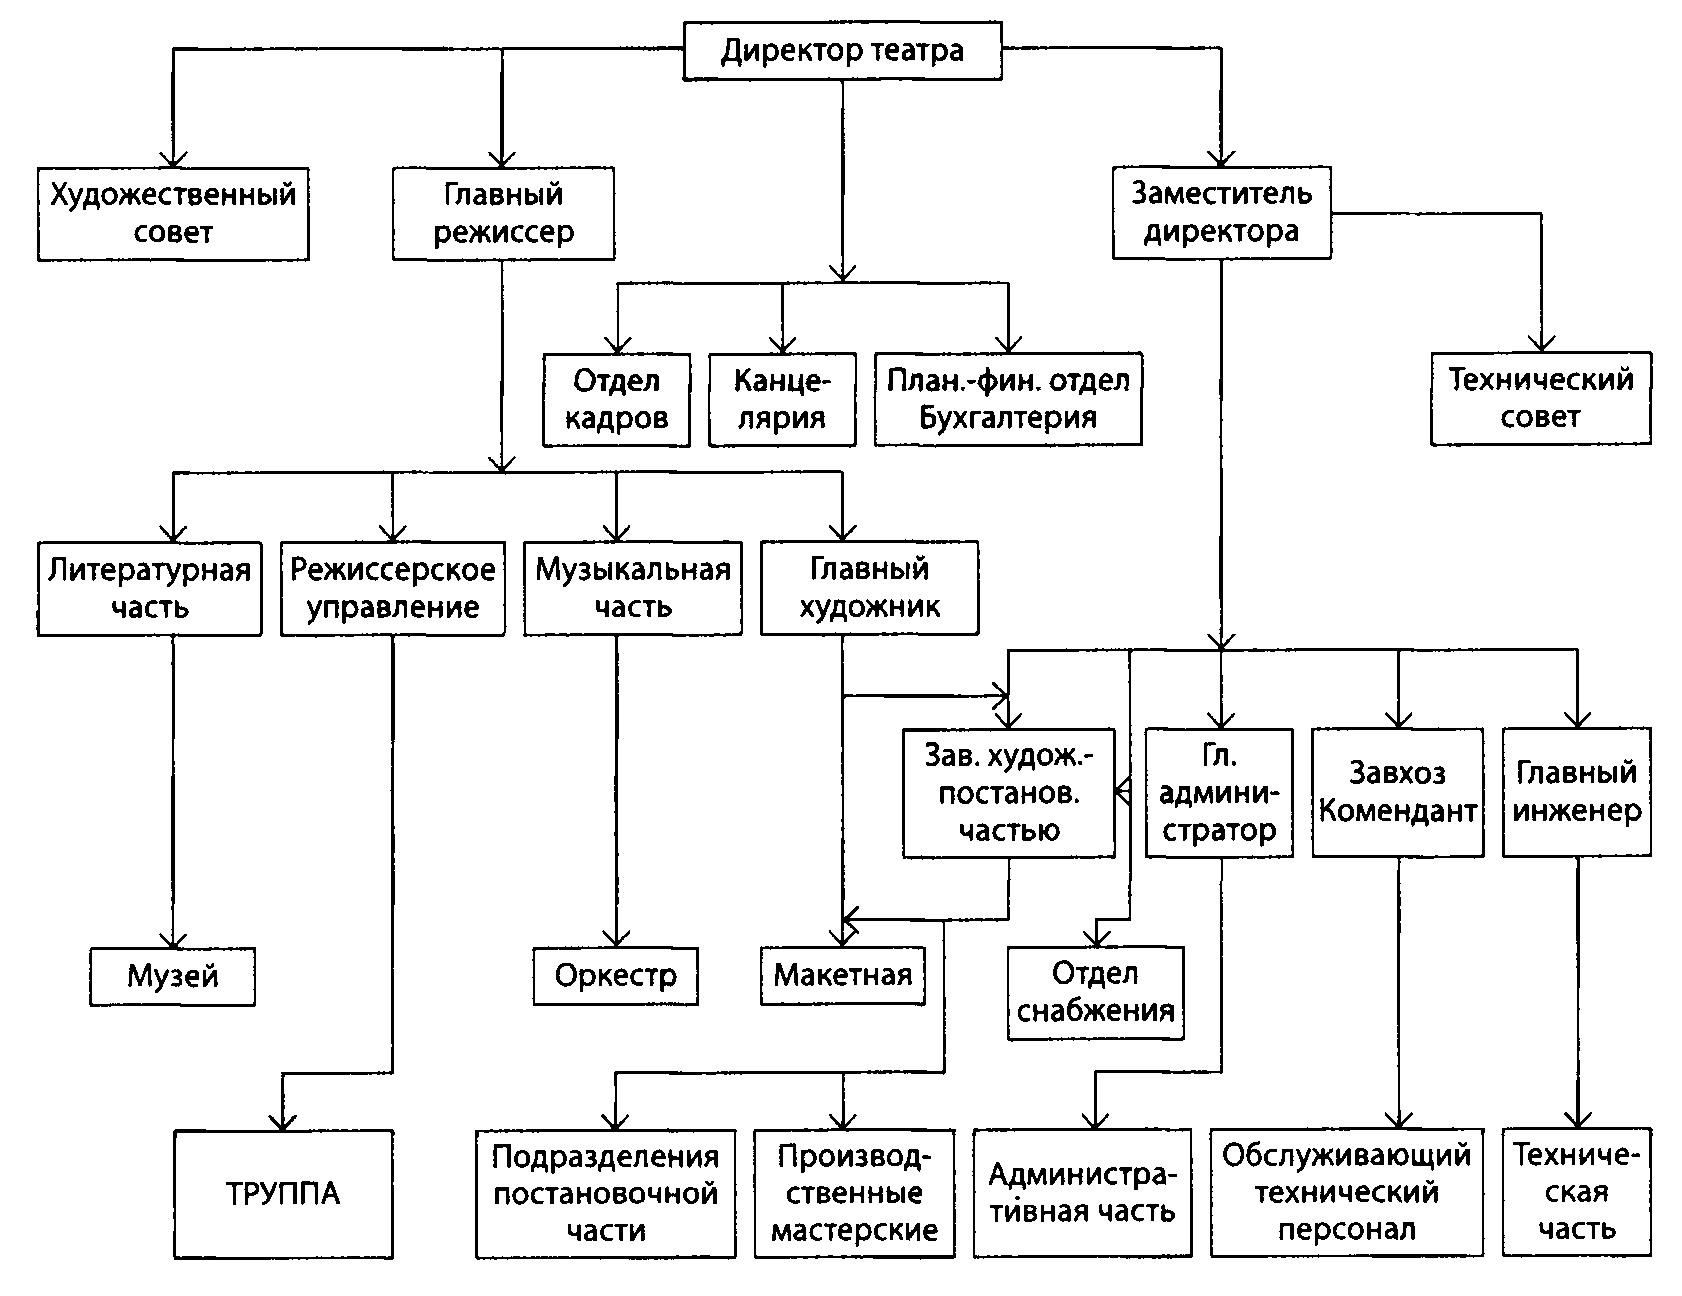 Директор театра
Художественный
совет
Главный
режиссер
Заместитель
директора
Отдел
кадров
Канце-
лярия
План.-фин. отдел
Бухгалтерия
Технический
совет
Литературная
часть
Режиссерское
управление
Музыкальная
часть
Главный
художник
Зав. худож.-
постанов.
частью
Гл.
админи-
стратор
Завхоз
Комендант
Главный
инженер
Музей
Оркестр
Макетная
Отдел
снабжения
ТРУППА
Подразделения
постановочной
части
Производ-
ственные
мастерские
Администра-
тивная часть
Обслуживающий
технический
персонал
Техниче-
ская
часть